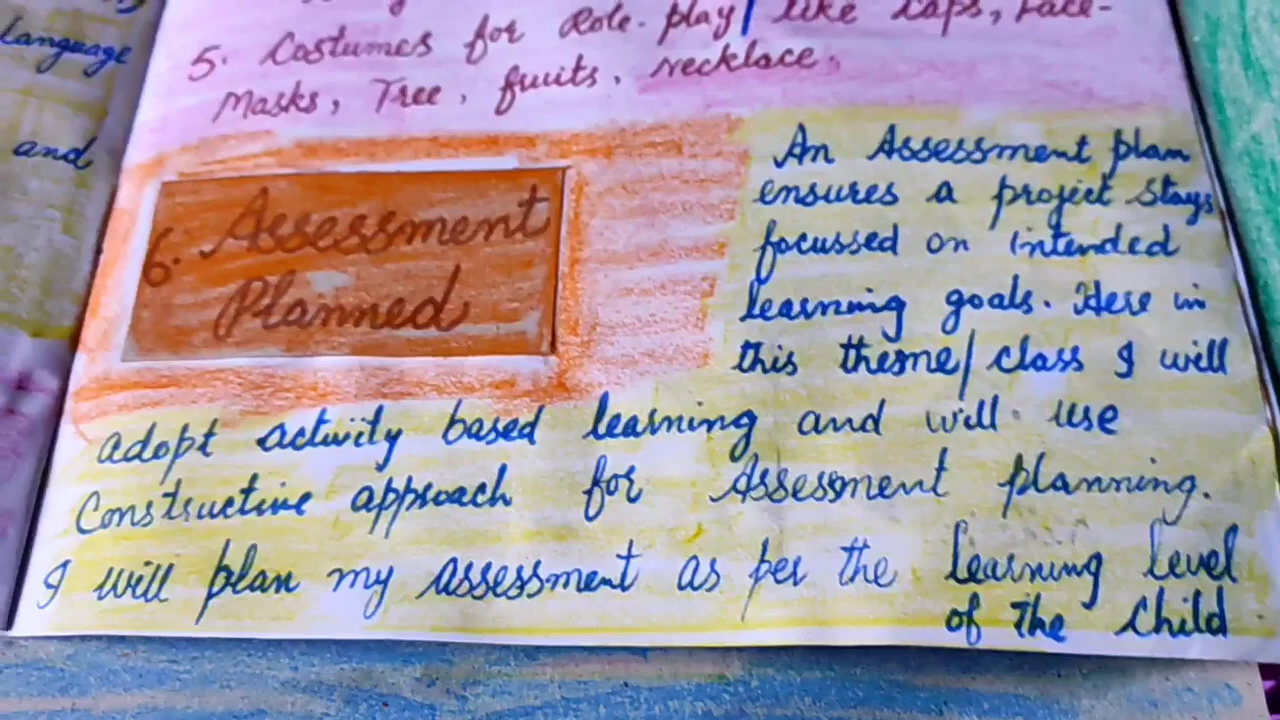 Language
and
5. Costumes for Role-play/ like Caps, Face-
Masks, Tree, fruits, Necklace.
6. Assessment
Planned
An Assessment plan
ensures a project stays
focussed on intended
learning goals. Here in
this theme/class I will
adopt activity based learning and will use
Constructive approach for Assessment planning.
I will plan my assessment as per the learning level
of the child